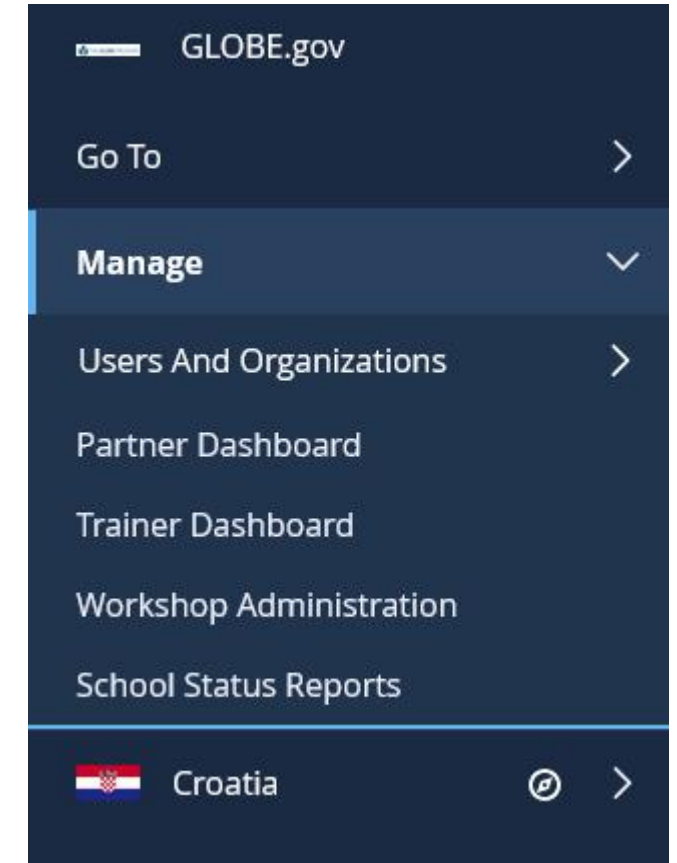 GLOBE.gov
Go To
Manage
Users And Organizations
Partner Dashboard
Trainer Dashboard
Workshop Administration
School Status Reports
Croatia